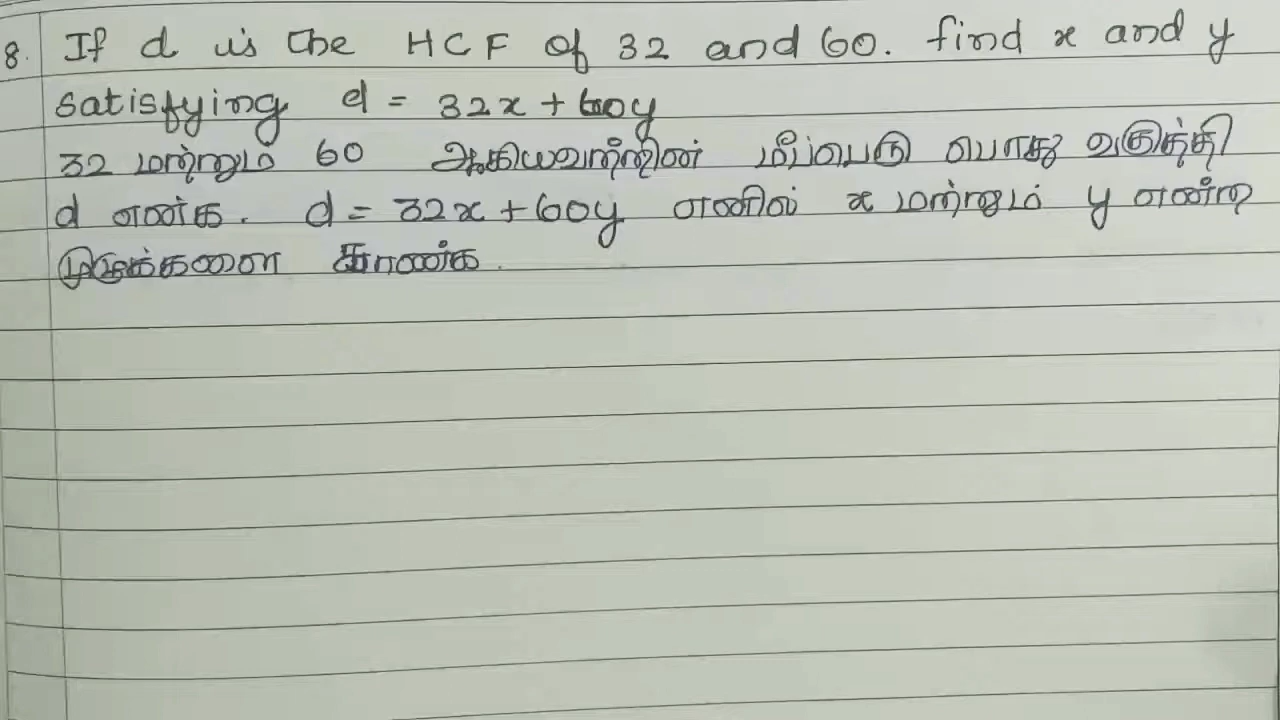 8. If d is the HCF of 32 and 60. find x and y
satisfying d = 32x + 60y
32 மற்றும் 60 ஆகியவற்றின் மீப்பெரு பொது வகுத்தி
d என்க. d = 32x + 60y எனில் x மற்றும் y என்ற
முழுக்களை காண்க.